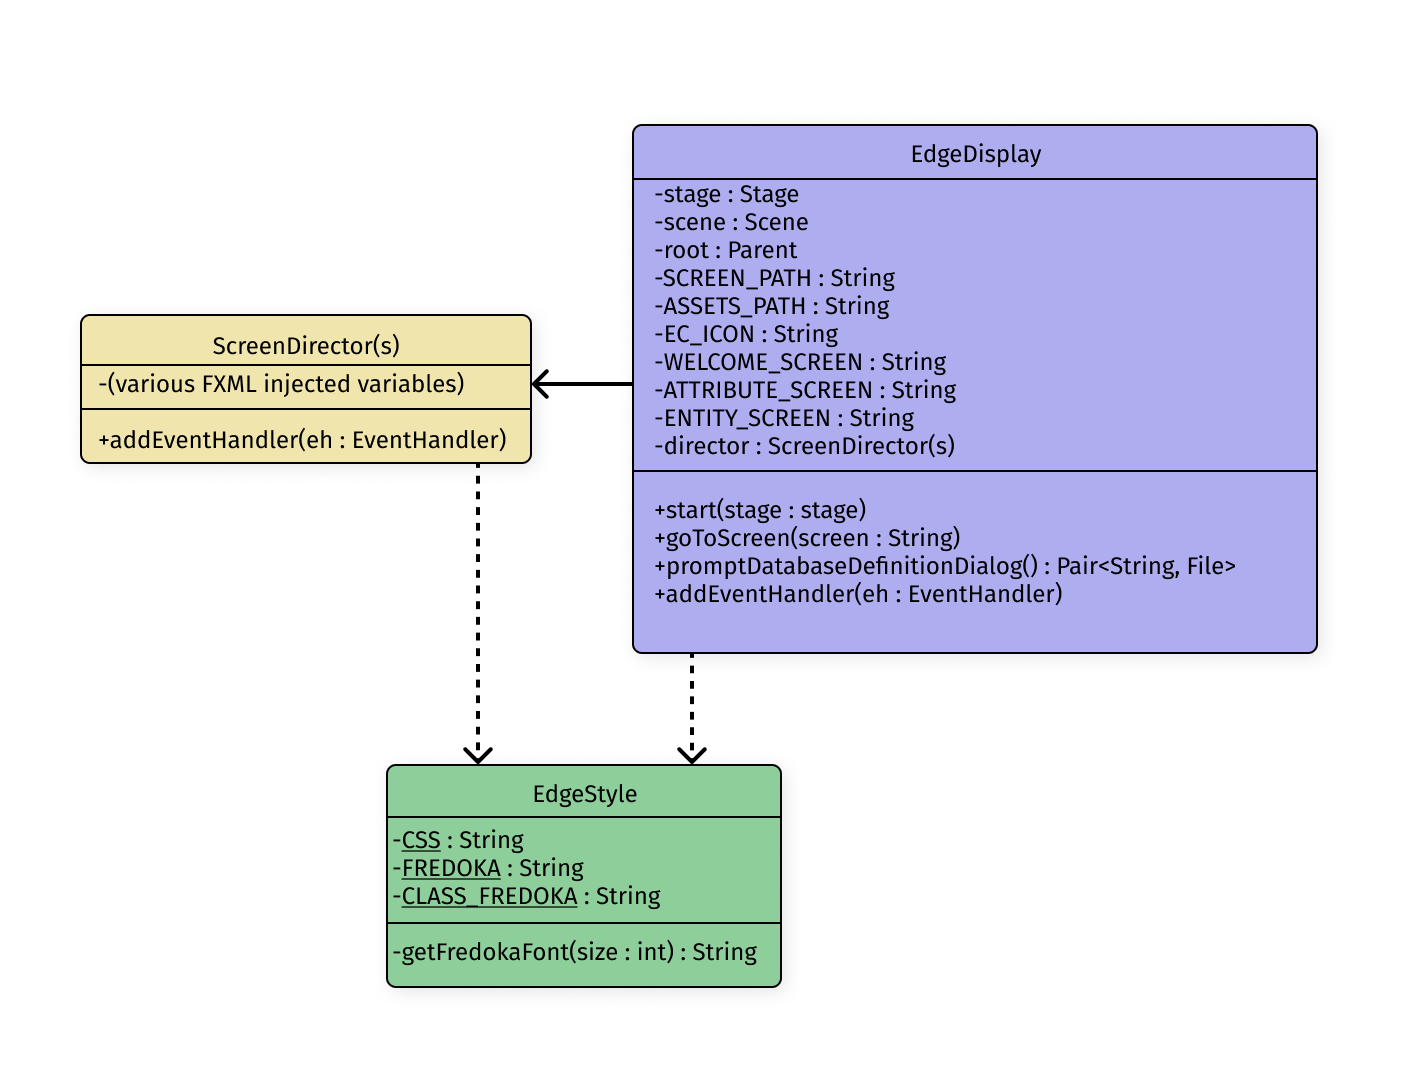 EdgeDisplay
-stage : Stage
-scene : Scene
-root : Parent
-SCREEN_PATH : String
-ASSETS_PATH : String
-EC_ICON : String
-WELCOME_SCREEN : String
-ATTRIBUTE_SCREEN : String
-ENTITY_SCREEN : String
-director : ScreenDirector(s)
+start(stage : stage)
+goToScreen(screen : String)
+promptDatabaseDefinitionDialog() : Pair<String, File>
+addEventHandler(eh : EventHandler)
ScreenDirector(s)
-(various FXML injected variables)
+addEventHandler(eh : EventHandler)
EdgeStyle
-CSS : String
-FREDOKA : String
-CLASS_FREDOKA : String
-getFredokaFont(size : int) : String